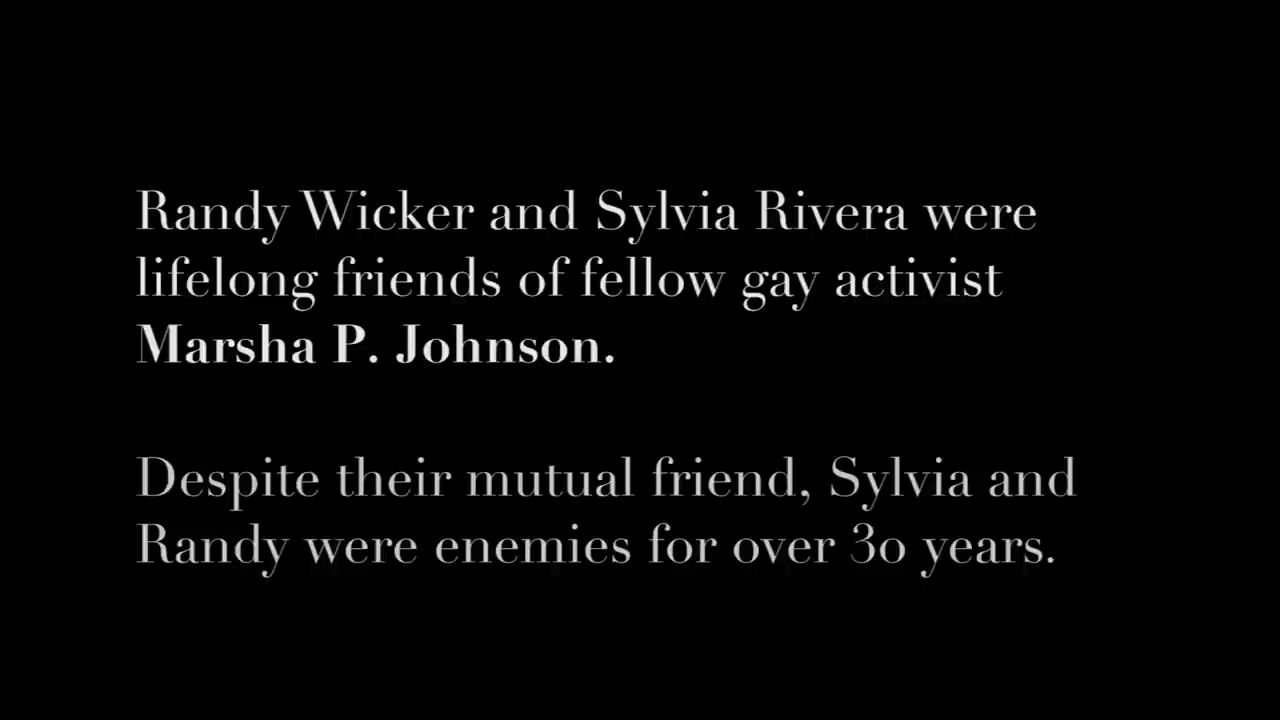 Randy Wicker and Sylvia Rivera were
lifelong friends of fellow gay activist
Marsha P. Johnson.
Despite their mutual friend, Sylvia and
Randy were enemies for over 30 years.